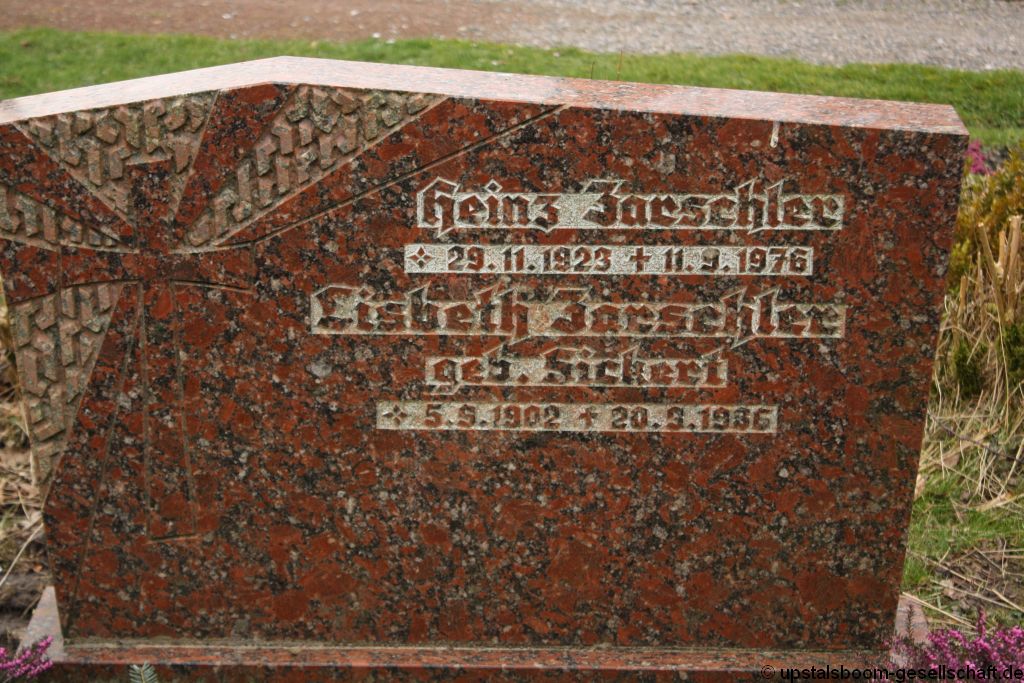 Heinz Jarschler
✧ 29.11.1923 ✝ 11.9.1976
Lisbeth Jarschler
geb. Sickert
✧ 5.9.1902 ✝ 20.3.1986
© upstalsboom-gesellschaft.de